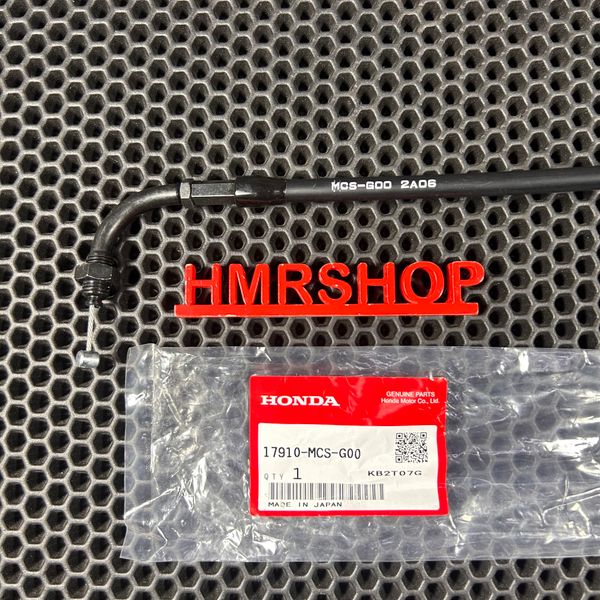 MCS-G00 2A06
HMRSHOP
HONDA
GENUINE PARTS
Honda Motor Co., Ltd.
17910-MCS-G00
QTY 1
KB2T07G
MADE IN JAPAN